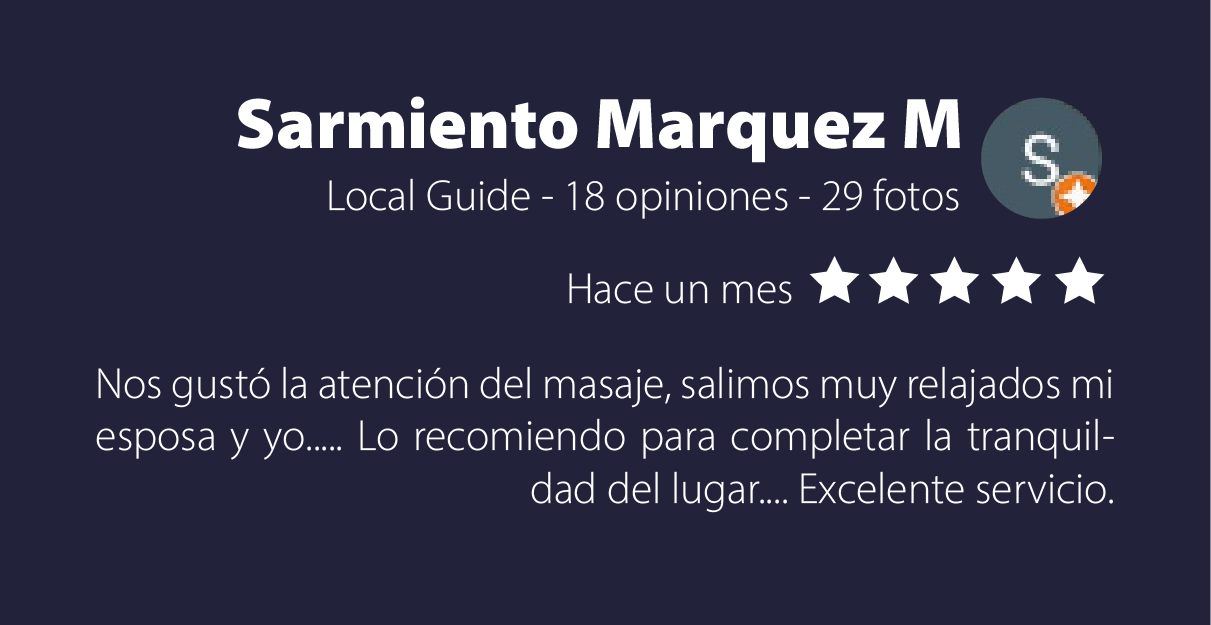 Sarmiento Marquez M
S
Local Guide - 18 opiniones - 29 fotos
Hace un mes
Nos gustó la atención del masaje, salimos muy relajados mi
esposa y yo..... Lo recomiendo para completar la tranquil-
dad del lugar.... Excelente servicio.